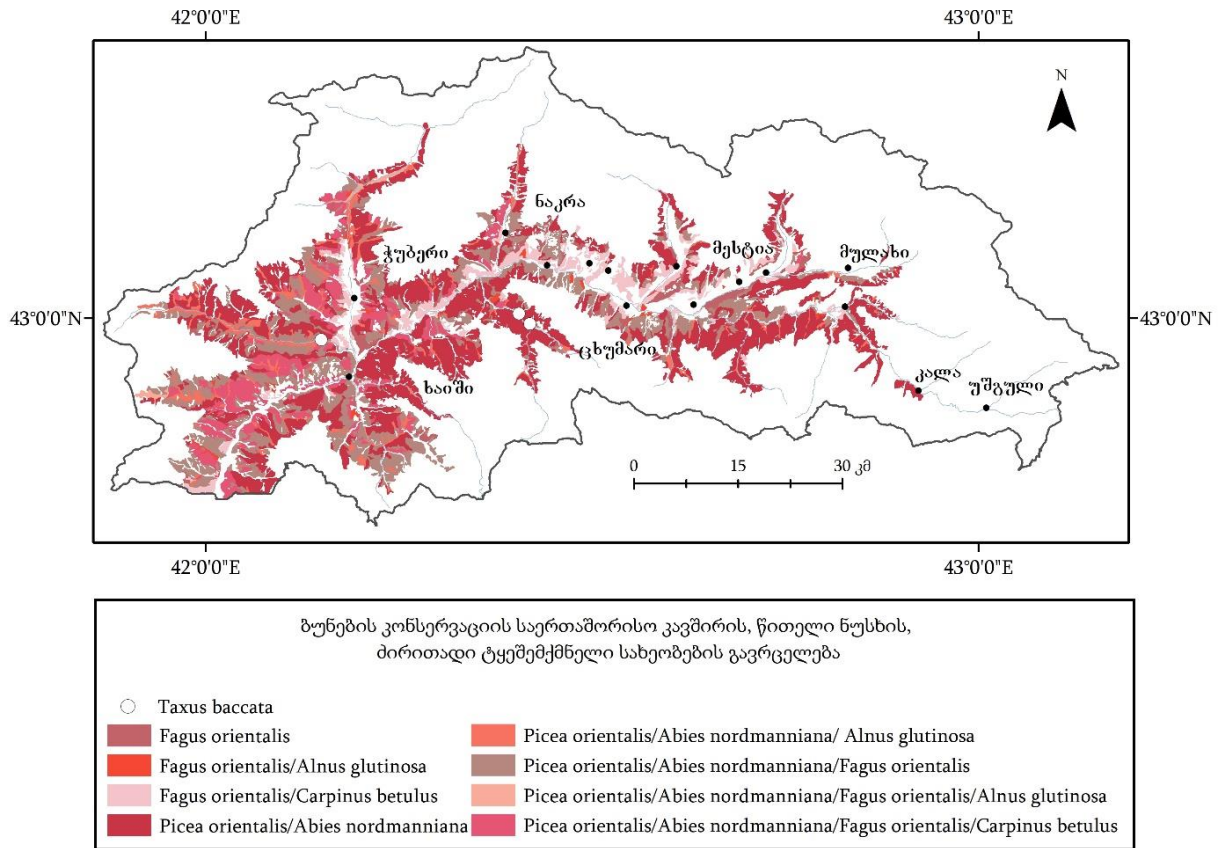 42°0'0"E
43°0'0"E
N
ნაკრა
ჭუბერი
მესტია
მულახი
43°0'0"N
43°0'0"N
ცხუმარი
ხაიში
კალა
უშგული
0
15
30 კმ
42°0'0"E
43°0'0"E
ბუნების კონსერვაციის საერთაშორისო კავშირის, წითელი ნუსხის,
ძირითადი ტყეშემქმნელი სახეობების გავრცელება
Taxus baccata
Fagus orientalis
Fagus orientalis/Alnus glutinosa
Fagus orientalis/Carpinus betulus
Picea orientalis/Abies nordmanniana
Picea orientalis/Abies nordmanniana/ Alnus glutinosa
Picea orientalis/Abies nordmanniana/Fagus orientalis
Picea orientalis/Abies nordmanniana/Fagus orientalis/Alnus glutinosa
Picea orientalis/Abies nordmanniana/Fagus orientalis/Carpinus betulus